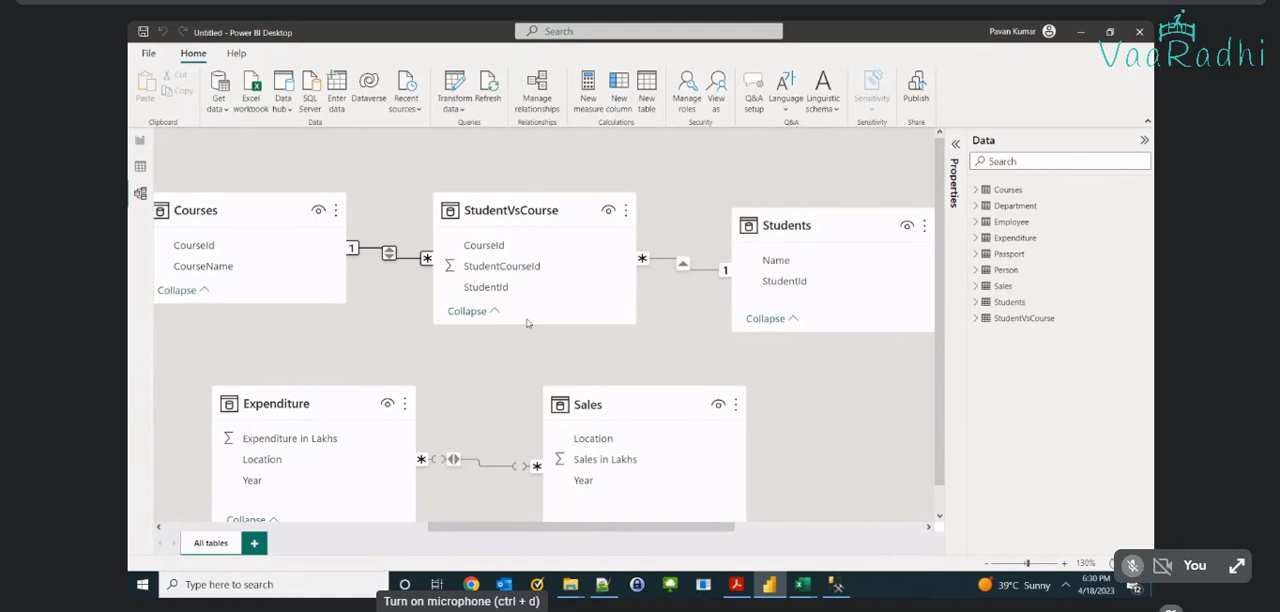 Untitled - Power BI Desktop
Search
Pavan Kumar
VaaRadhi
File
Home
Help
Paste
Cut
Copy
Get data
Excel workbook
Data hub
SQL Server
Enter data
Dataverse
Recent sources
Transform data
Refresh
Manage relationships
New measure
New column
New table
Manage roles
View as
Q&A setup
Language
Linguistic schema
Sensitivity
Publish
Clipboard
Data
Queries
Relationships
Calculations
Security
Q&A
Sensitivity
Share
Courses
CourseId
CourseName
Collapse
1
*
StudentVsCourse
CourseId
StudentCourseId
StudentId
Collapse
*
1
Students
Name
StudentId
Collapse
Expenditure
Expenditure in Lakhs
Location
Year
Collapse
*
*
Sales
Location
Sales in Lakhs
Year
Properties
Data
Search
Courses
Department
Employee
Expenditure
Passport
Person
Sales
Students
StudentVsCourse
All tables
+
- + 130%
You
Type here to search
39°C Sunny
6:30 PM
4/18/2023
12
Turn on microphone (ctrl + d)